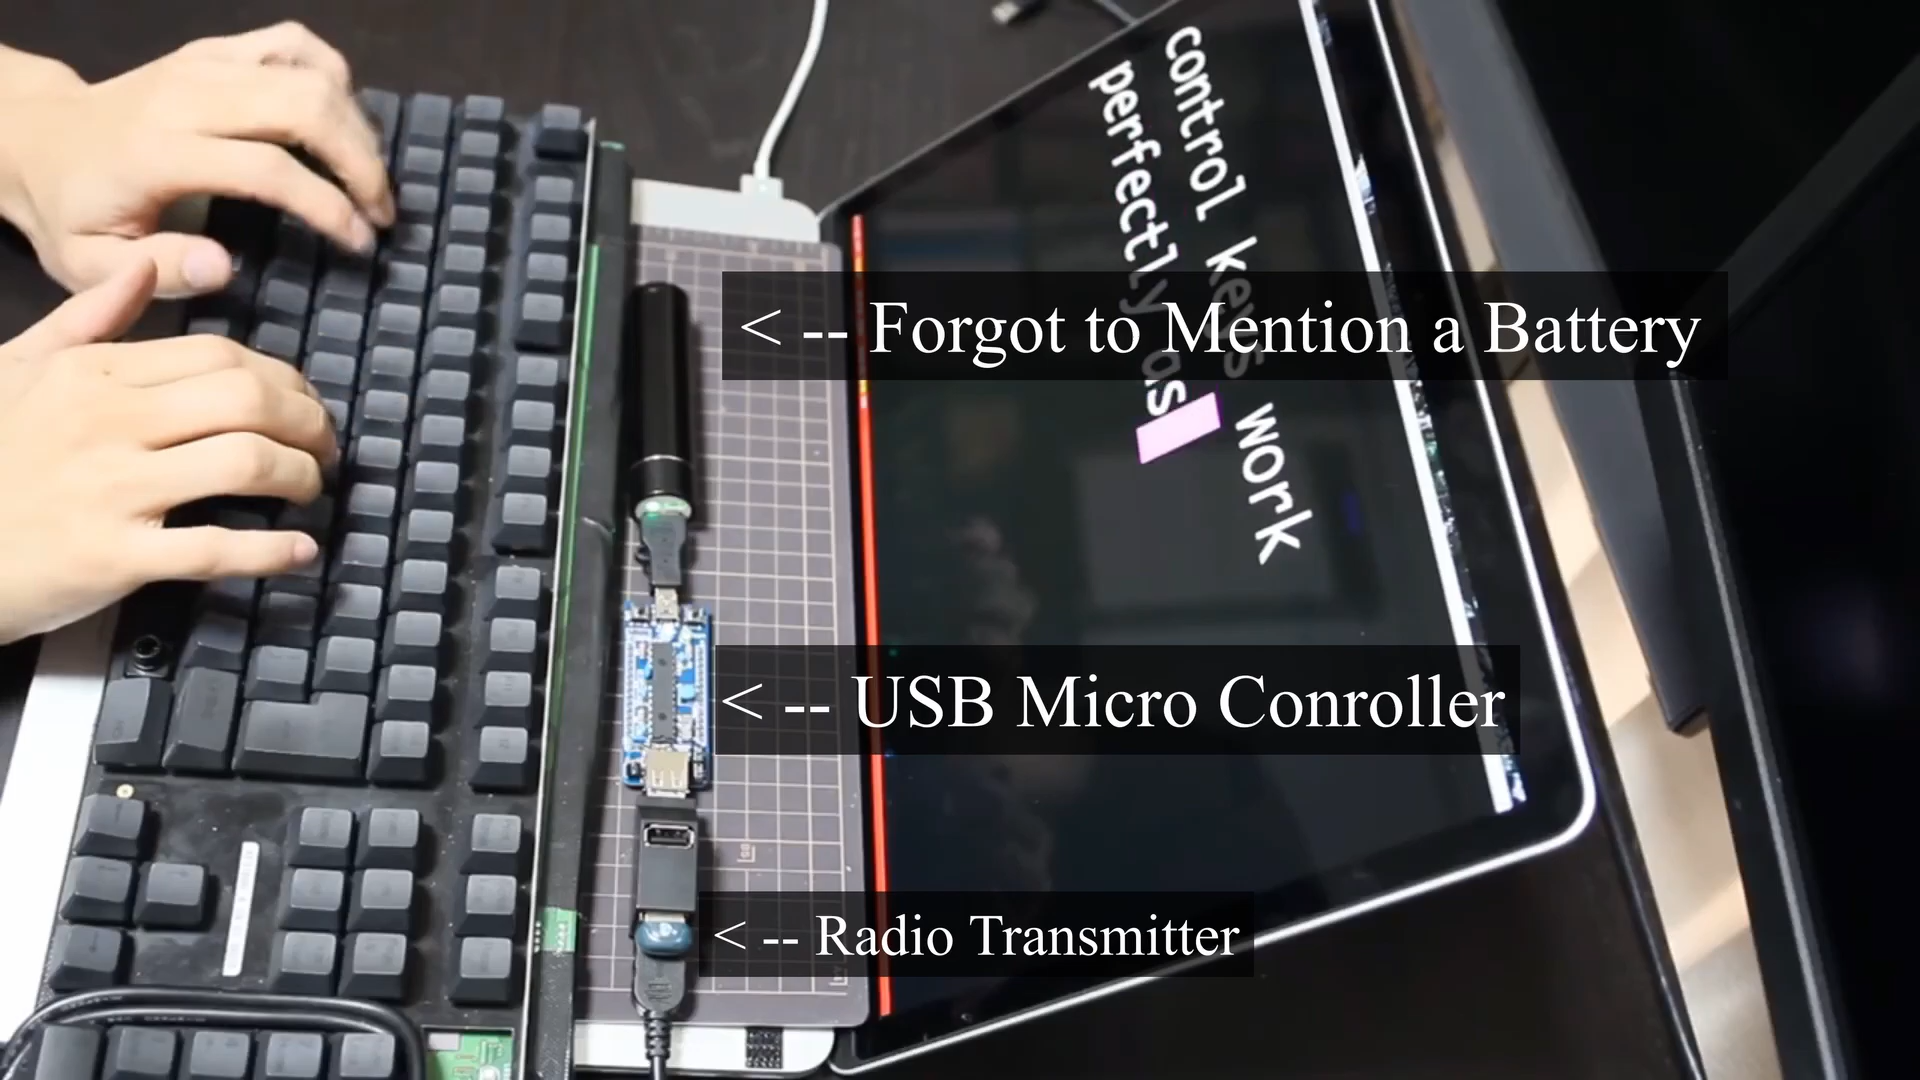 control keys work
perfectly as
< -- Forgot to Mention a Battery
< -- USB Micro Conroller
< -- Radio Transmitter